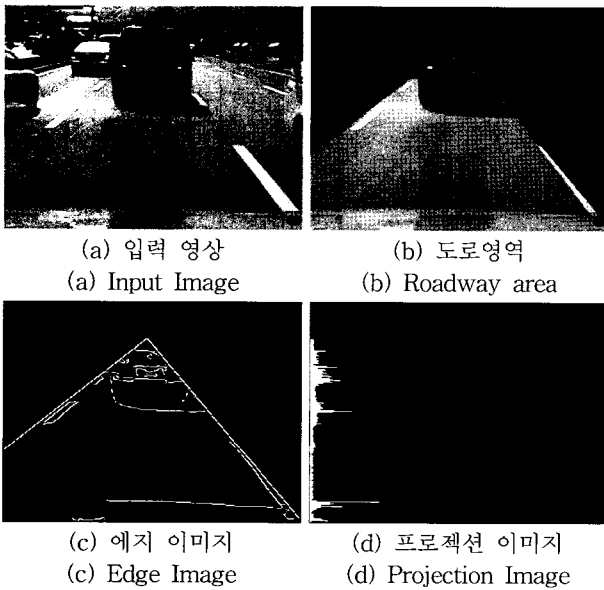 (a) 입력 영상
(a) Input Image
(b) 도로영역
(b) Roadway area
(c) 에지 이미지
(c) Edge Image
(d) 프로젝션 이미지
(d) Projection Image